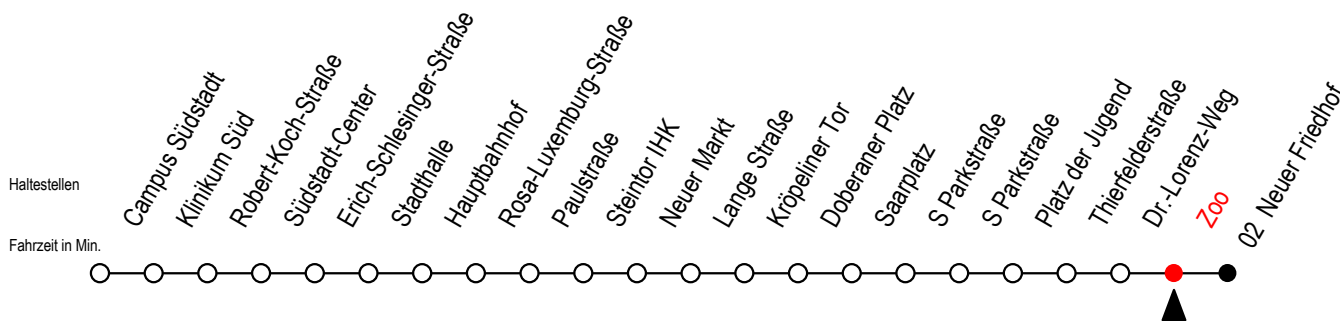 Haltestellen
Fahrzeit in Min.
Campus Südstadt
Klinikum Süd
Robert-Koch-Straße
Südstadt-Center
Erich-Schlesinger-Straße
Stadthalle
Hauptbahnhof
Rosa-Luxemburg-Straße
Paulstraße
Steintor IHK
Neuer Markt
Lange Straße
Kröpeliner Tor
Doberaner Platz
Saarplatz
S Parkstraße
S Parkstraße
Platz der Jugend
Thierfelderstraße
Dr.-Lorenz-Weg
Zoo
02 Neuer Friedhof